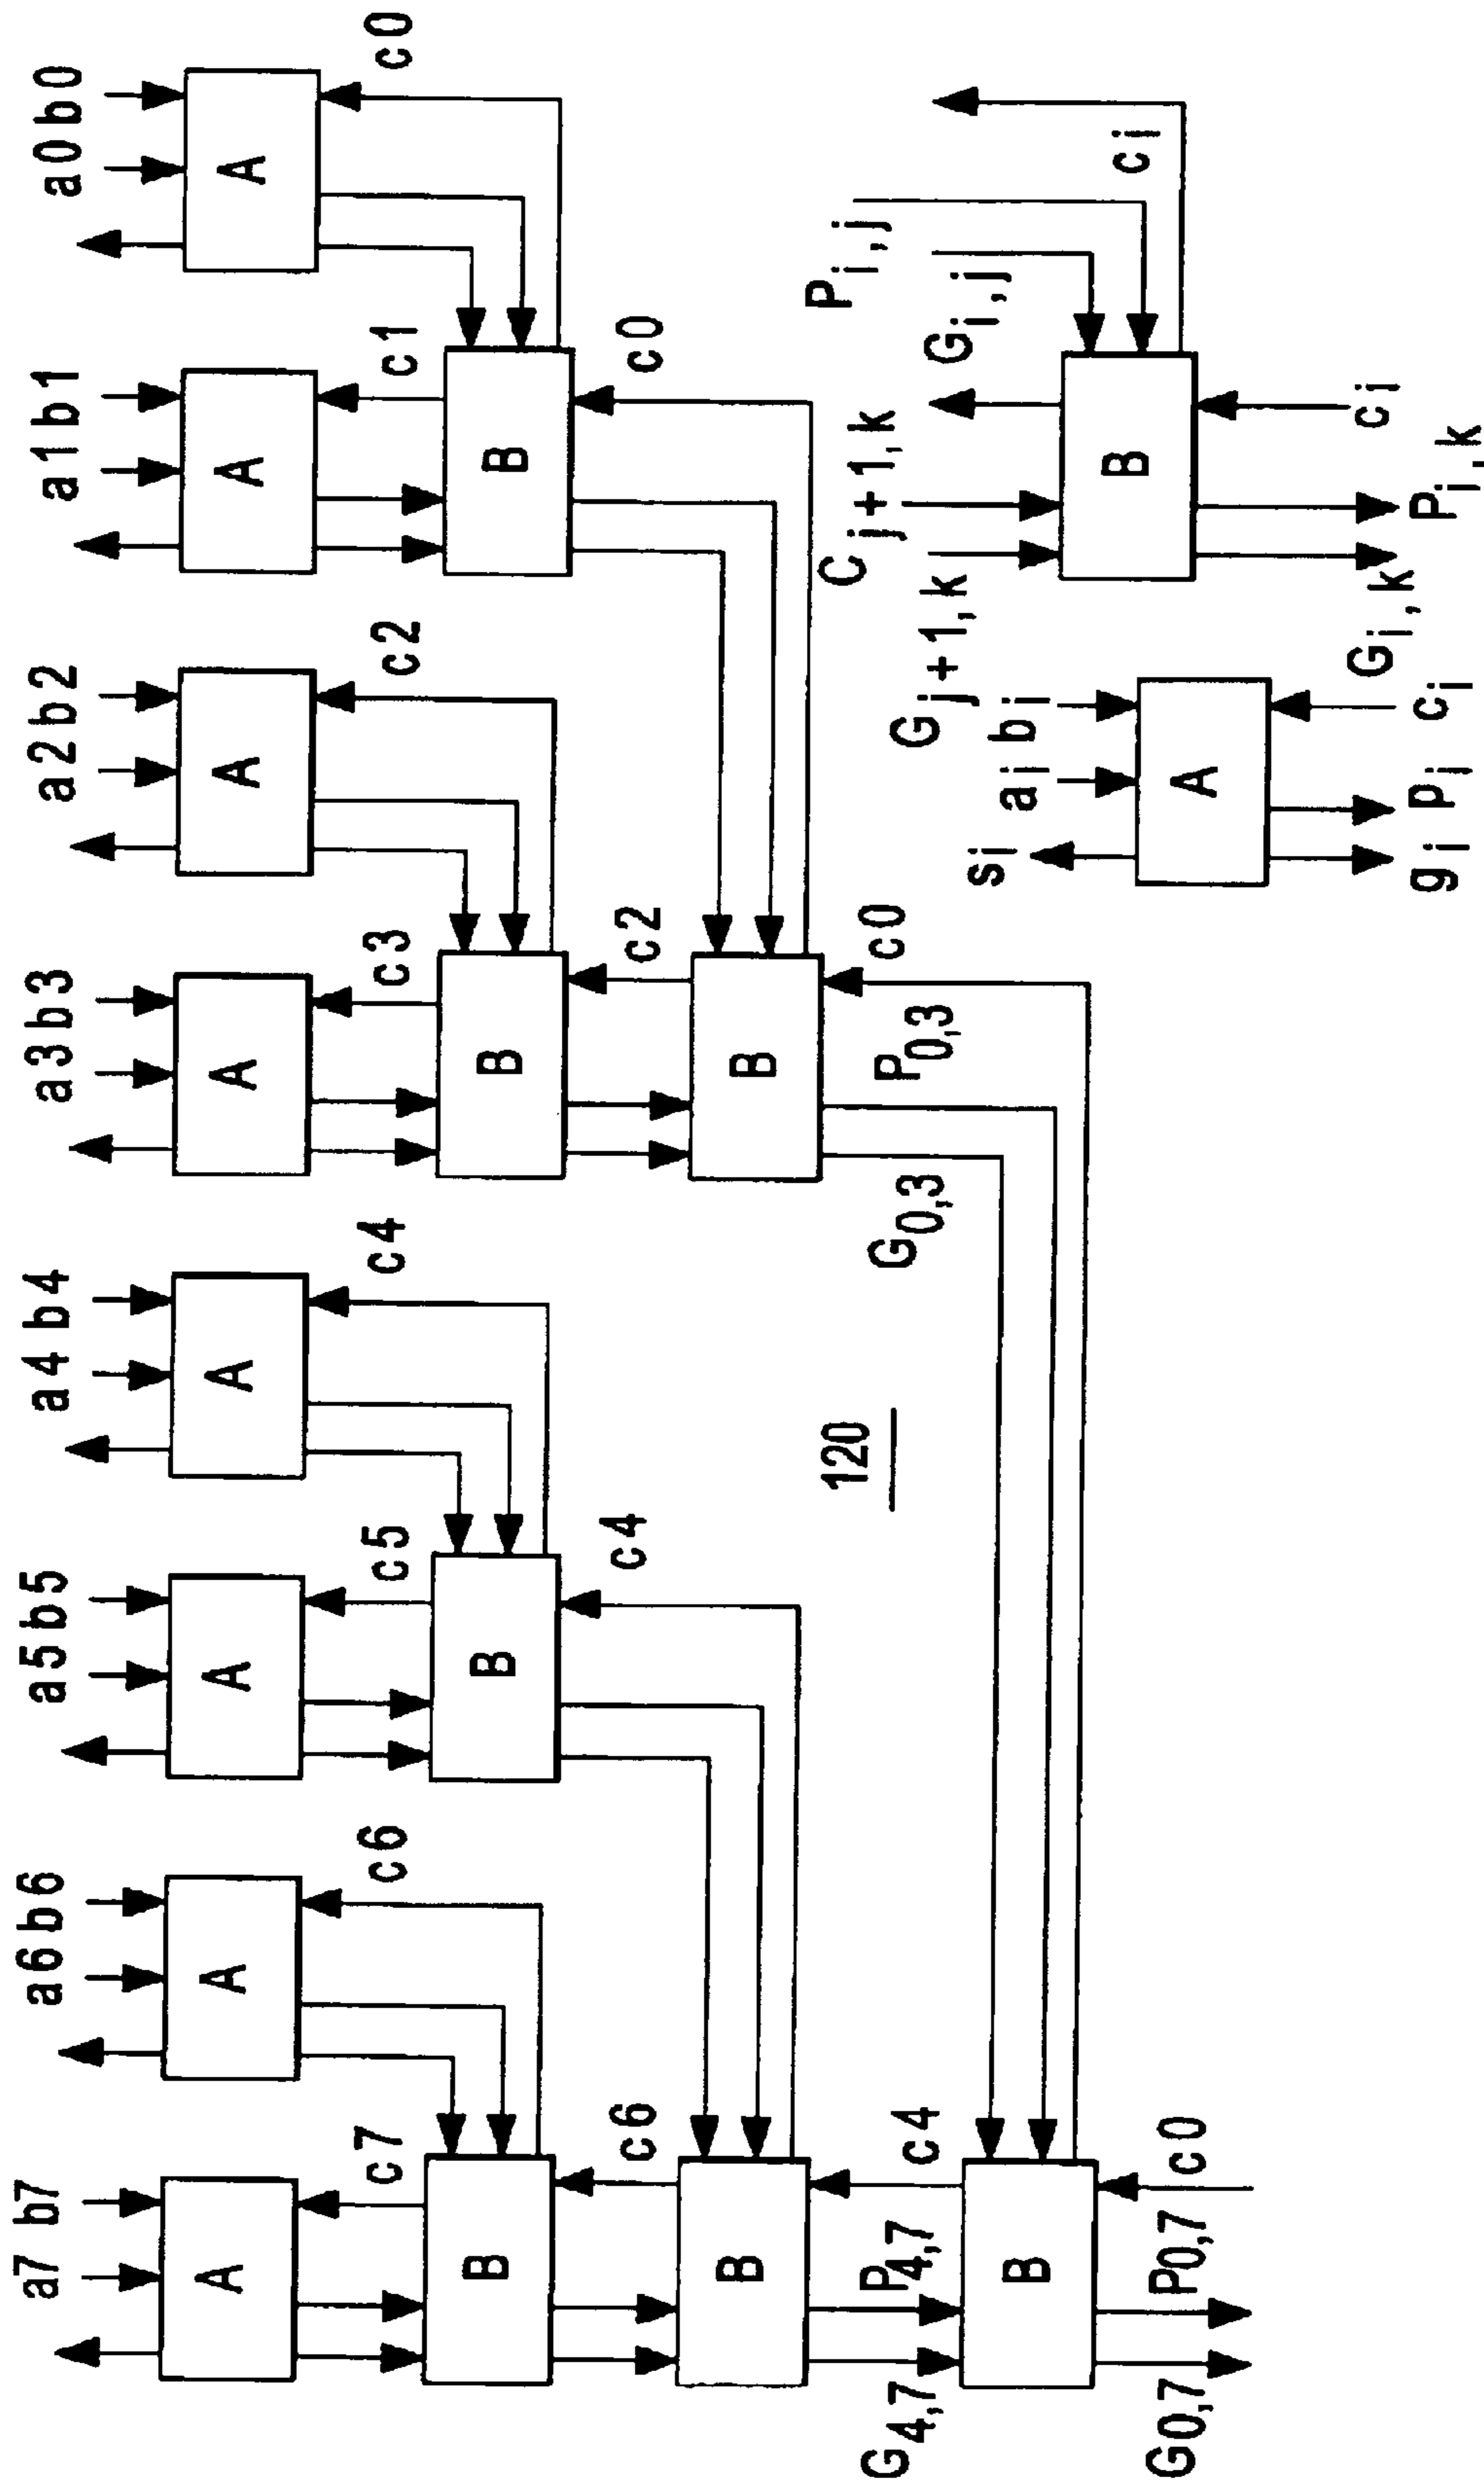 a7 b7
a6 b6
a5 b5
a4 b4
a3 b3
a2 b2
a1 b1
a0 b0
A
A
A
A
A
A
A
A
c7
c6
c5
c4
c3
c2
c1
c0
B
B
B
B
c6
c4
c2
c0
B
B
G4,7
P4,7
c4
120
G0,3
P0,3
c0
B
G0,7
P0,7
c0
si
ai
bi
A
gi
pi
ci
Gj+1,k
Cj+1,k
Gi,j
Pi,j
B
ci
Gi,k
Pi,k
ci